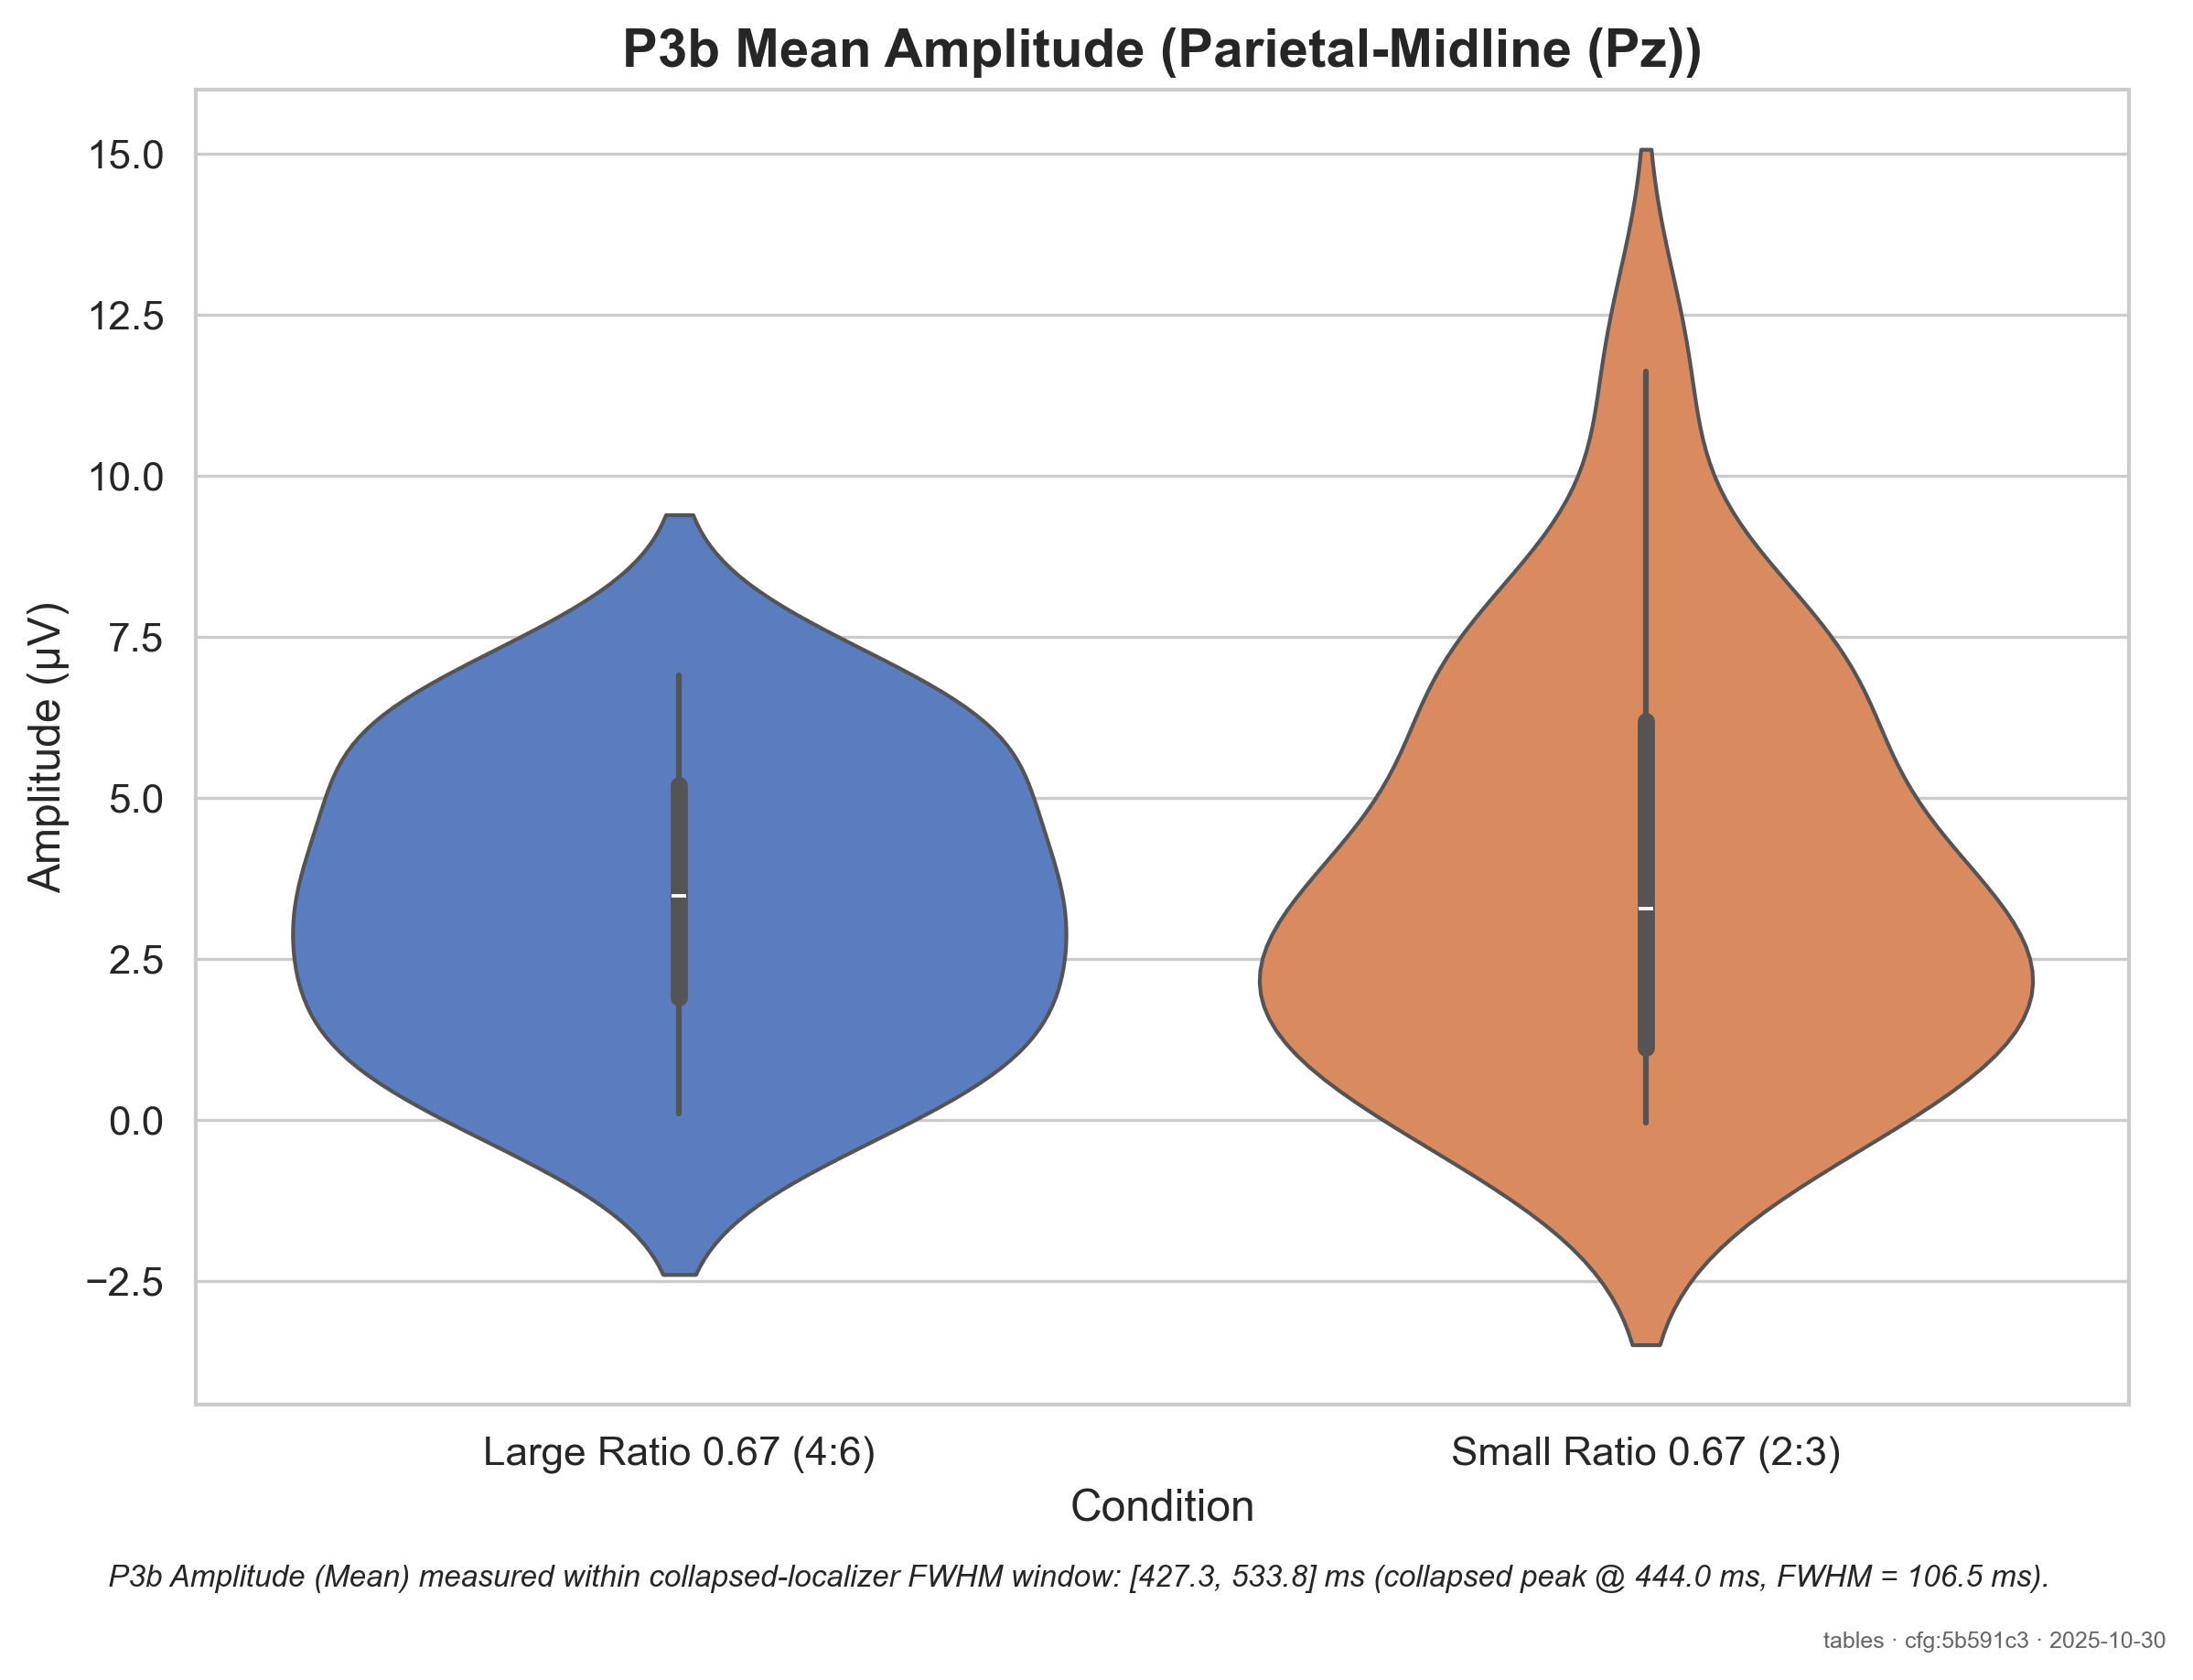 P3b Mean Amplitude (Parietal-Midline (Pz))
Amplitude (µV)
15.0
12.5
10.0
7.5
5.0
2.5
0.0
−2.5
Large Ratio 0.67 (4:6)
Small Ratio 0.67 (2:3)
Condition
P3b Amplitude (Mean) measured within collapsed-localizer FWHM window: [427.3, 533.8] ms (collapsed peak @ 444.0 ms, FWHM = 106.5 ms).
tables · cfg:5b591c3 · 2025-10-30